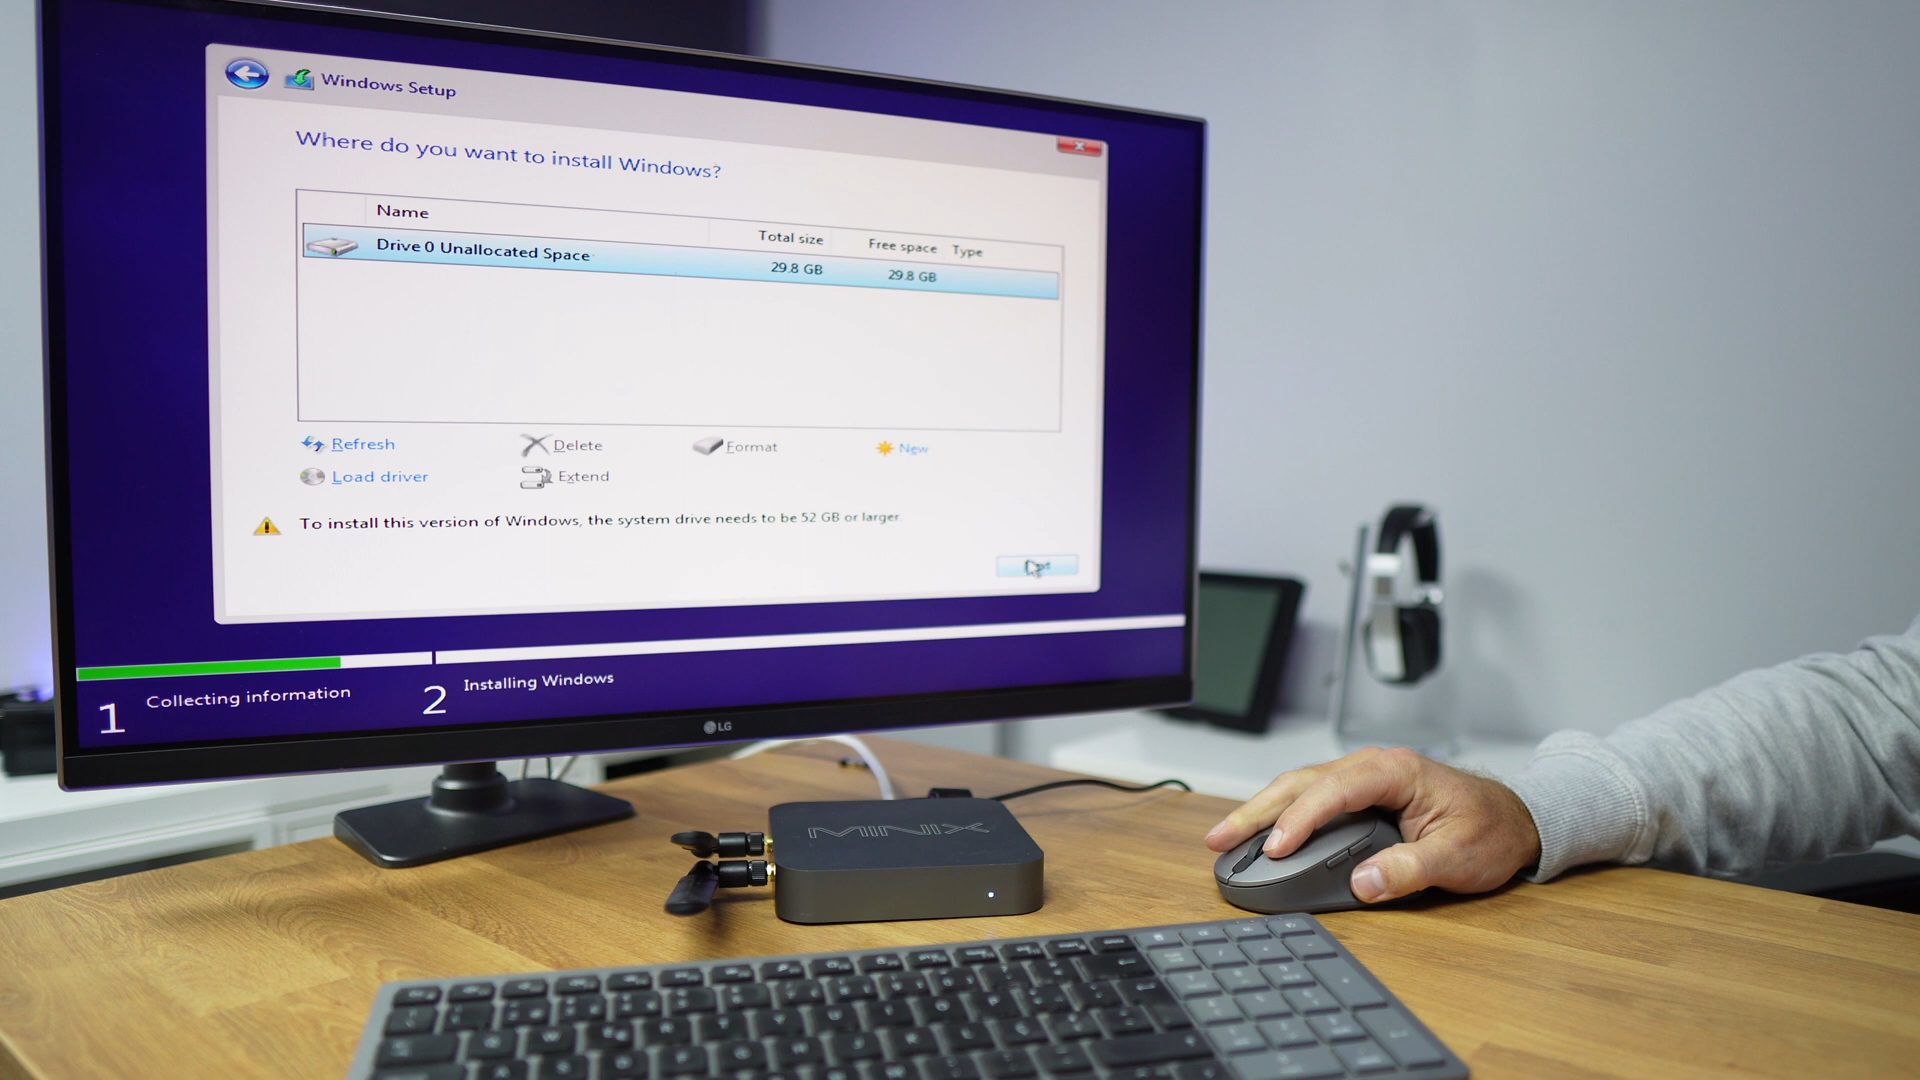 Windows Setup
Where do you want to install Windows?
Name Total size Free space Type
Drive 0 Unallocated Space 29.8 GB 29.8 GB
Refresh Delete Format New
Load driver Extend
To install this version of Windows, the system drive needs to be 52 GB or larger.
1 Collecting information 2 Installing Windows
LG
MINIX